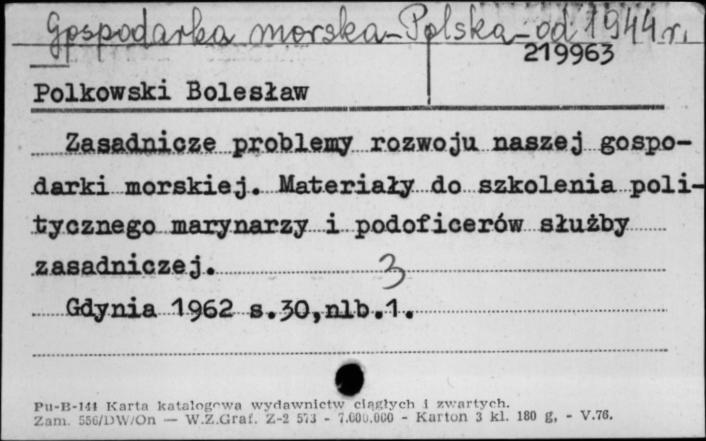 Gospodarka morska - Polska - od 1944 r.
219963
Polkowski Bolesław
Zasadnicze problemy rozwoju naszej gospo-
darki morskiej. Materiały do szkolenia poli-
tycznego marynarzy i podoficerów służby
zasadniczej.
3
Gdynia 1962 s.30,nlb.1.
Pu-B-144 Karta katalogowa wydawnictw ciągłych i zwartych.
Zam. 556/DW/On — W.Z.Graf. Z-2 573 - 7.000.000 - Karton 3 kl. 180 g, - V.76.